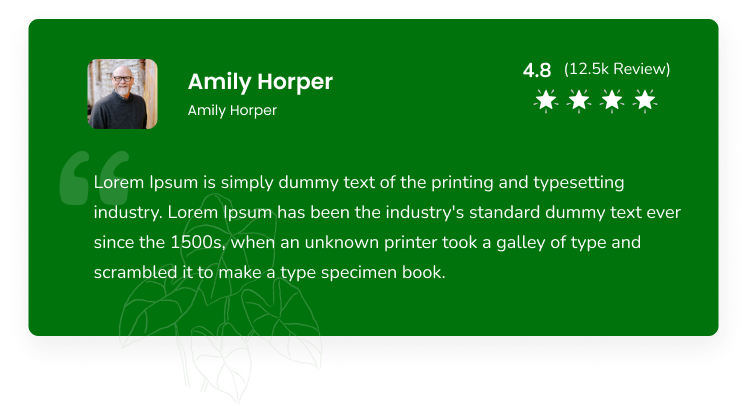 Amily Horper
Amily Horper
4.8 (12.5k Review)
Lorem Ipsum is simply dummy text of the printing and typesetting
industry. Lorem Ipsum has been the industry's standard dummy text ever
since the 1500s, when an unknown printer took a galley of type and
scrambled it to make a type specimen book.